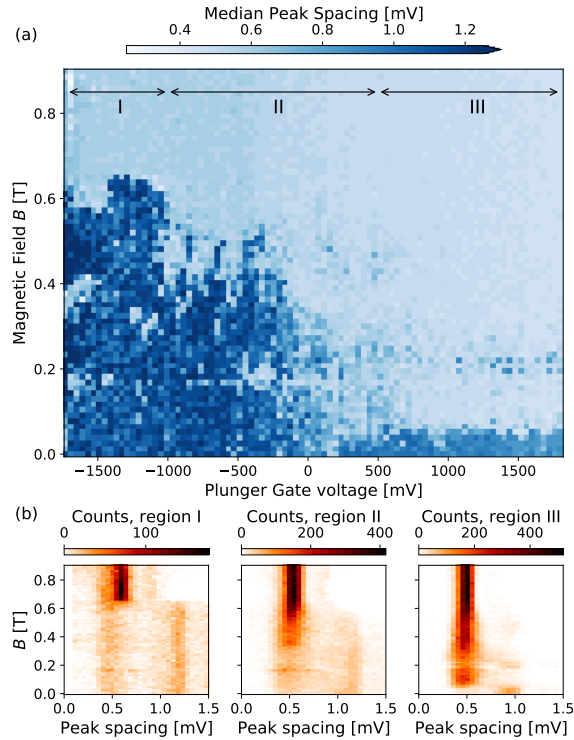 Median Peak Spacing [mV]
(a)
0.4 0.6 0.8 1.0 1.2
I II III
0.8
0.6
0.4
0.2
0.0
Magnetic Field B [T]
−1500 −1000 −500 0 500 1000 1500
Plunger Gate voltage [mV]
(b)
Counts, region I Counts, region II Counts, region III
0 100 0 200 400 0 200 400
0.8
0.6
0.4
0.2
0.0
B [T]
0.0 0.5 1.0 1.5 0.0 0.5 1.0 1.5 0.0 0.5 1.0 1.5
Peak spacing [mV] Peak spacing [mV] Peak spacing [mV]